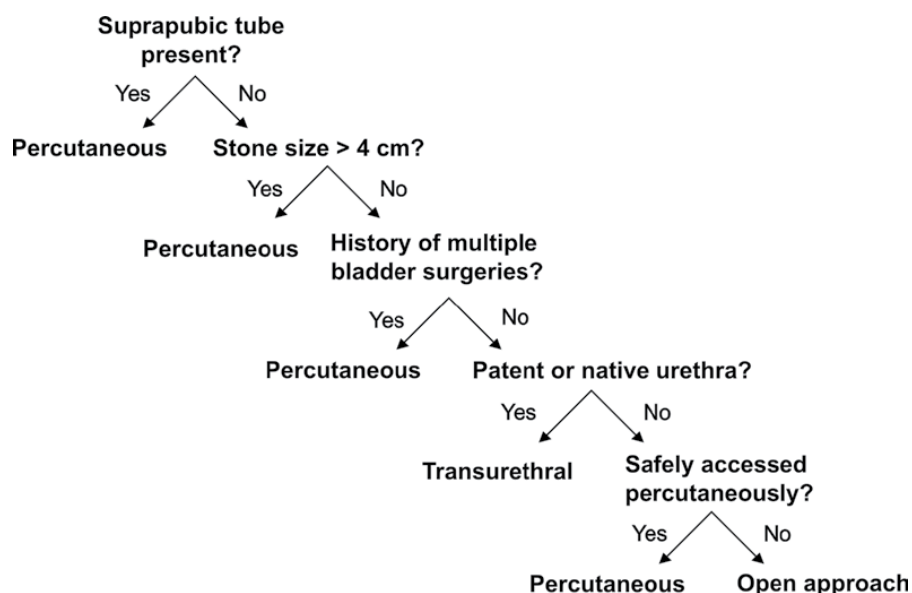 Suprapubic tube
present?
Yes
No
Percutaneous
Stone size > 4 cm?
Yes
No
Percutaneous
History of multiple
bladder surgeries?
Yes
No
Percutaneous
Patent or native urethra?
Yes
No
Transurethral
Safely accessed
percutaneously?
Yes
No
Percutaneous
Open approach